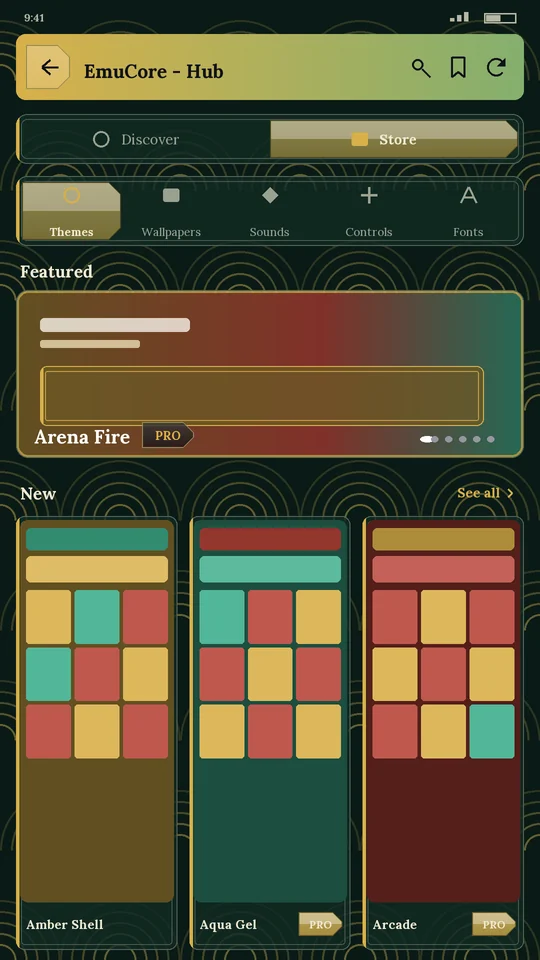 9:41
EmuCore - Hub
Discover
Store
Themes
Wallpapers
Sounds
Controls
Fonts
Featured
Arena Fire
PRO
New
See all
Amber Shell
Aqua Gel
PRO
Arcade
PRO